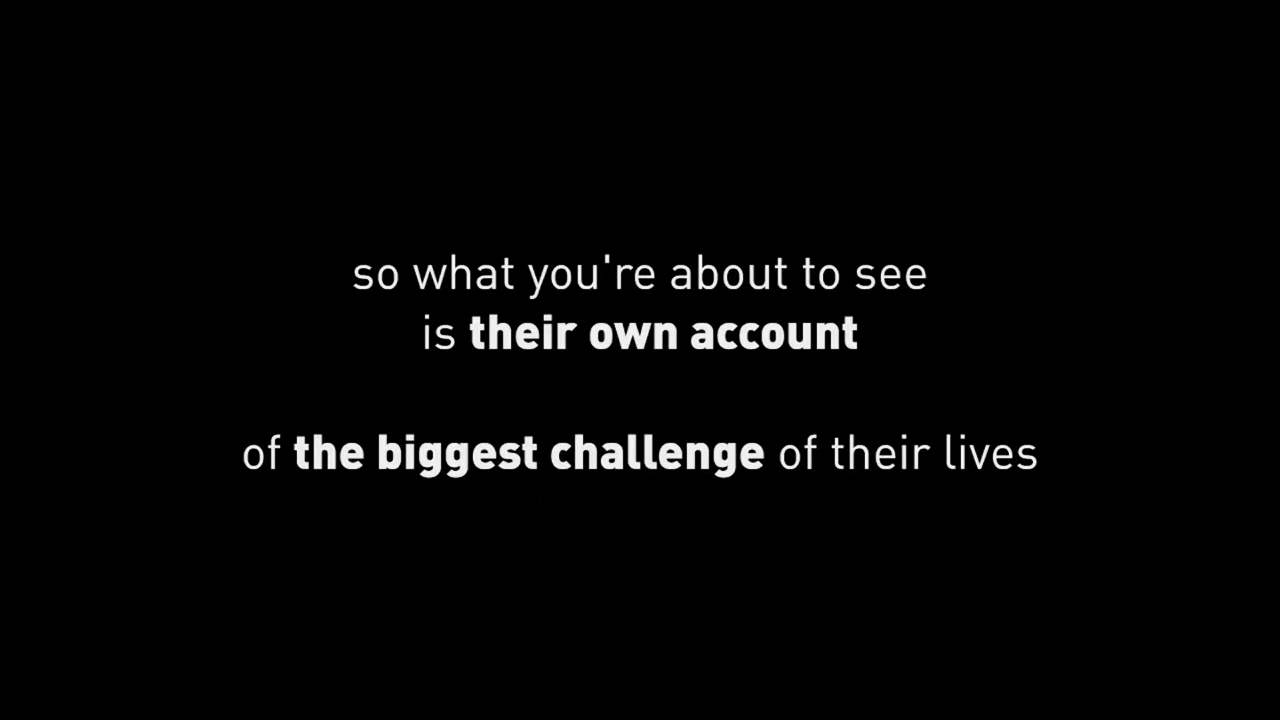 so what you're about to see
is their own account
of the biggest challenge of their lives